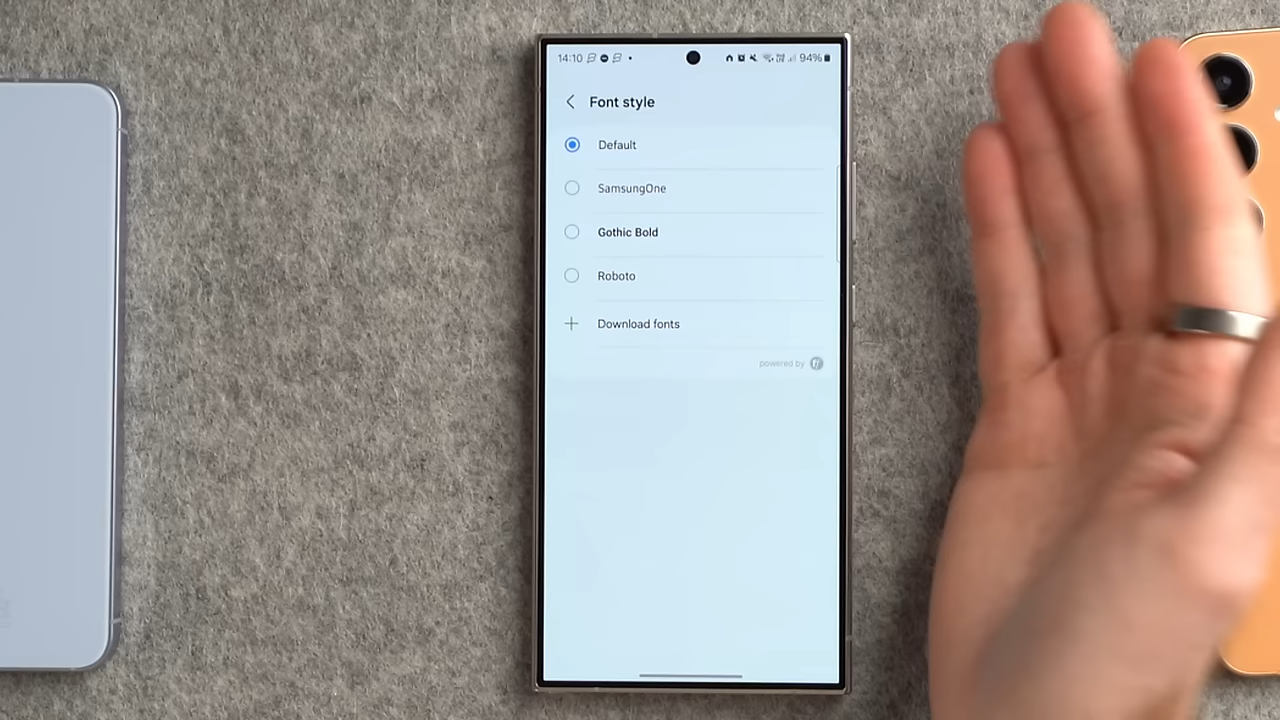 14:10 94%
Font style
Default
SamsungOne
Gothic Bold
Roboto
Download fonts
powered by